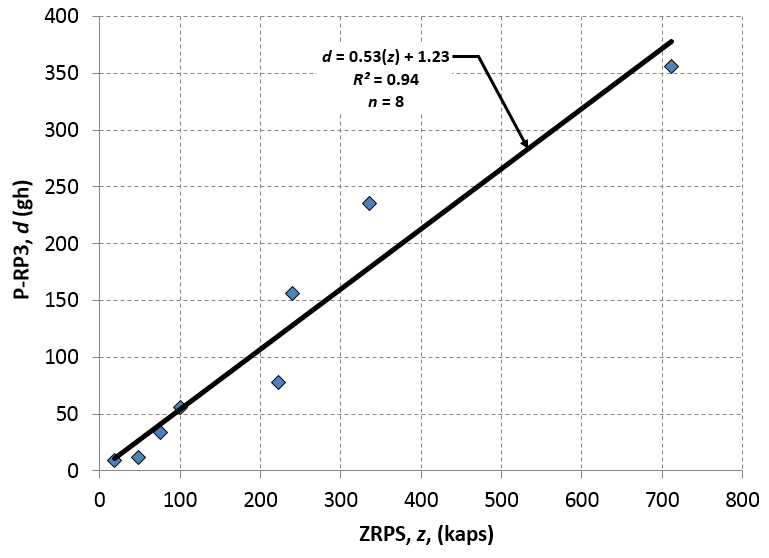 400
350
300
250
200
150
100
50
0
P-RP3, d (gh)
d = 0.53(z) + 1.23
R² = 0.94
n = 8
0 100 200 300 400 500 600 700 800
ZRPS, z, (kaps)